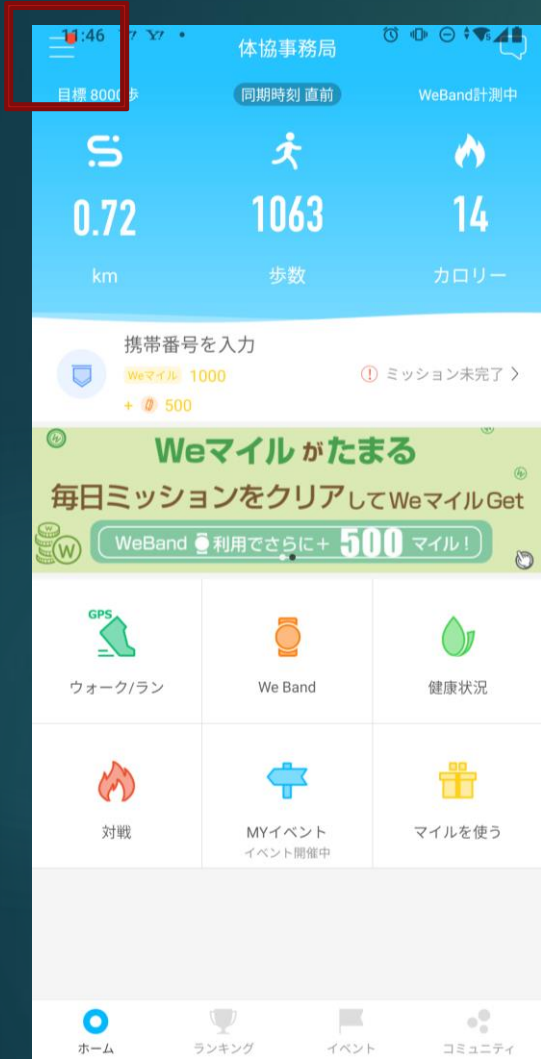 11:46
体協事務局
目標 8000歩
同期時刻 直前
WeBand計測中
0.72
1063
14
km
歩数
カロリー
携帯番号を入力
Weマイル 1000
+ 500
ミッション未完了
Weマイルがたまる
毎日ミッションをクリアしてWeマイルGet
WeBand 利用でさらに+ 500 マイル!
GPS
ウォーク/ラン
We Band
健康状況
対戦
MYイベント
イベント開催中
マイルを使う
ホーム
ランキング
イベント
コミュニティ